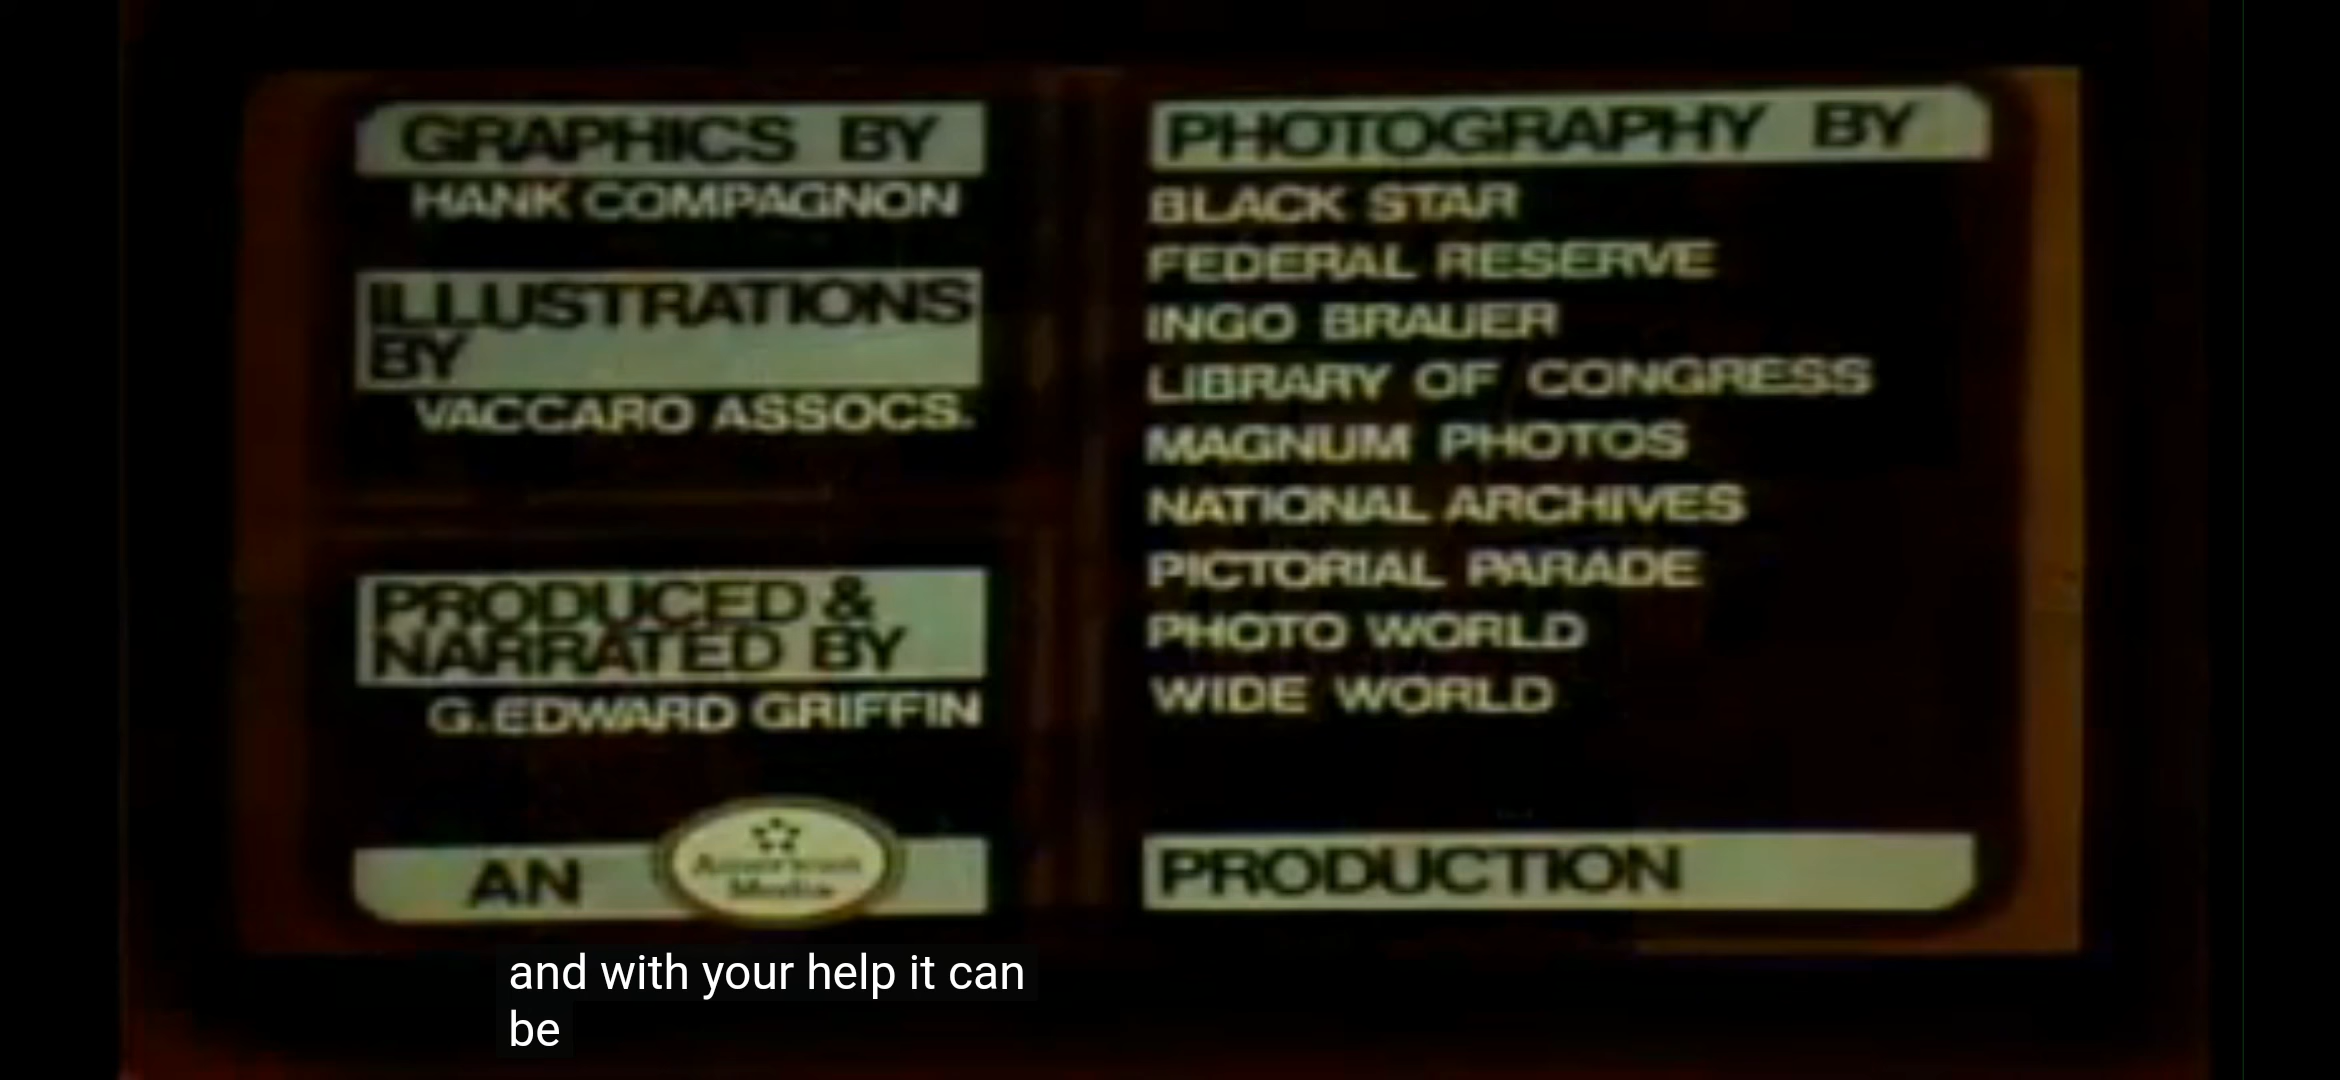 GRAPHICS BY
HANK COMPAGNON
ILLUSTRATIONS
BY
VACCARO ASSOCS.
PRODUCED &
NARRATED BY
G. EDWARD GRIFFIN
AN
American
Media
PHOTOGRAPHY BY
BLACK STAR
FEDERAL RESERVE
INGO BRAUER
LIBRARY OF CONGRESS
MAGNUM PHOTOS
NATIONAL ARCHIVES
PICTORIAL PARADE
PHOTO WORLD
WIDE WORLD
PRODUCTION
and with your help it can
be